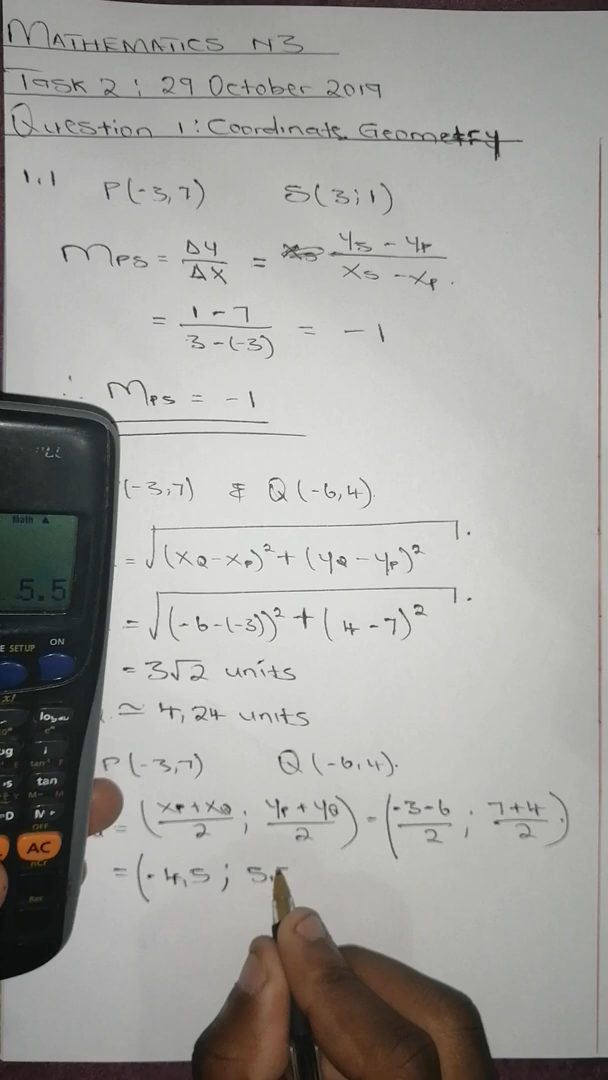 MATHEMATICS N3
Task 2 : 29 October 2019
Question 1 : Coordinate Geometry
1.1 P(-3,7) S(3;1)
MPS = ΔY/ΔX = YS - YP / XS - XP.
= 1 - 7 / 3 - (-3) = -1
∴ MPS = -1
(-3,7) & Q(-6,4).
= √(XQ - XP)² + (YQ - YP)²
= √(-6 - (-3))² + (4 - 7)²
= 3√2 units
≃ 4,24 units
P(-3,7) Q(-6,4).
= (XP + XQ / 2 ; YP + YQ / 2) = (-3 - 6 / 2 ; 7 + 4 / 2)
= (-4,5 ; 5,5
Math ▲
5.5
SETUP ON
x!
log
i
tan
AC